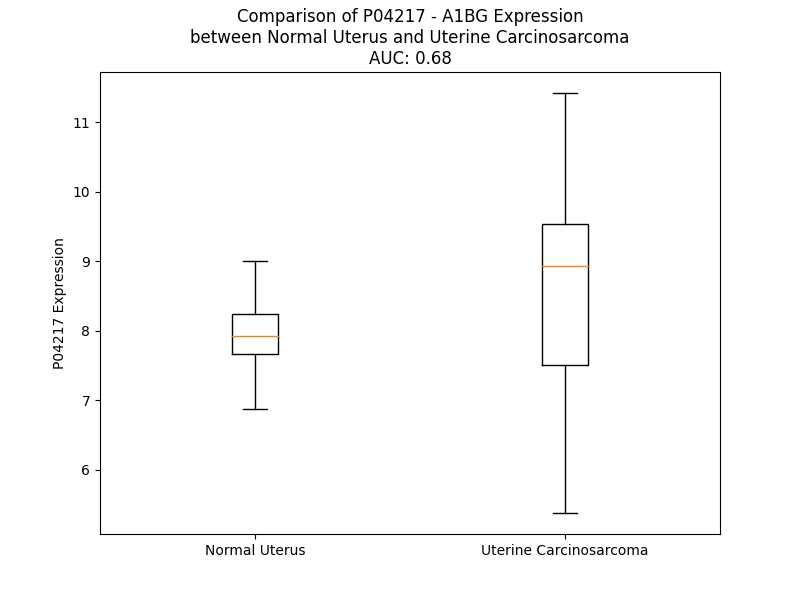 Comparison of P04217 - A1BG Expression
between Normal Uterus and Uterine Carcinosarcoma
AUC: 0.68
P04217 Expression
11
10
9
8
7
6
Normal Uterus
Uterine Carcinosarcoma